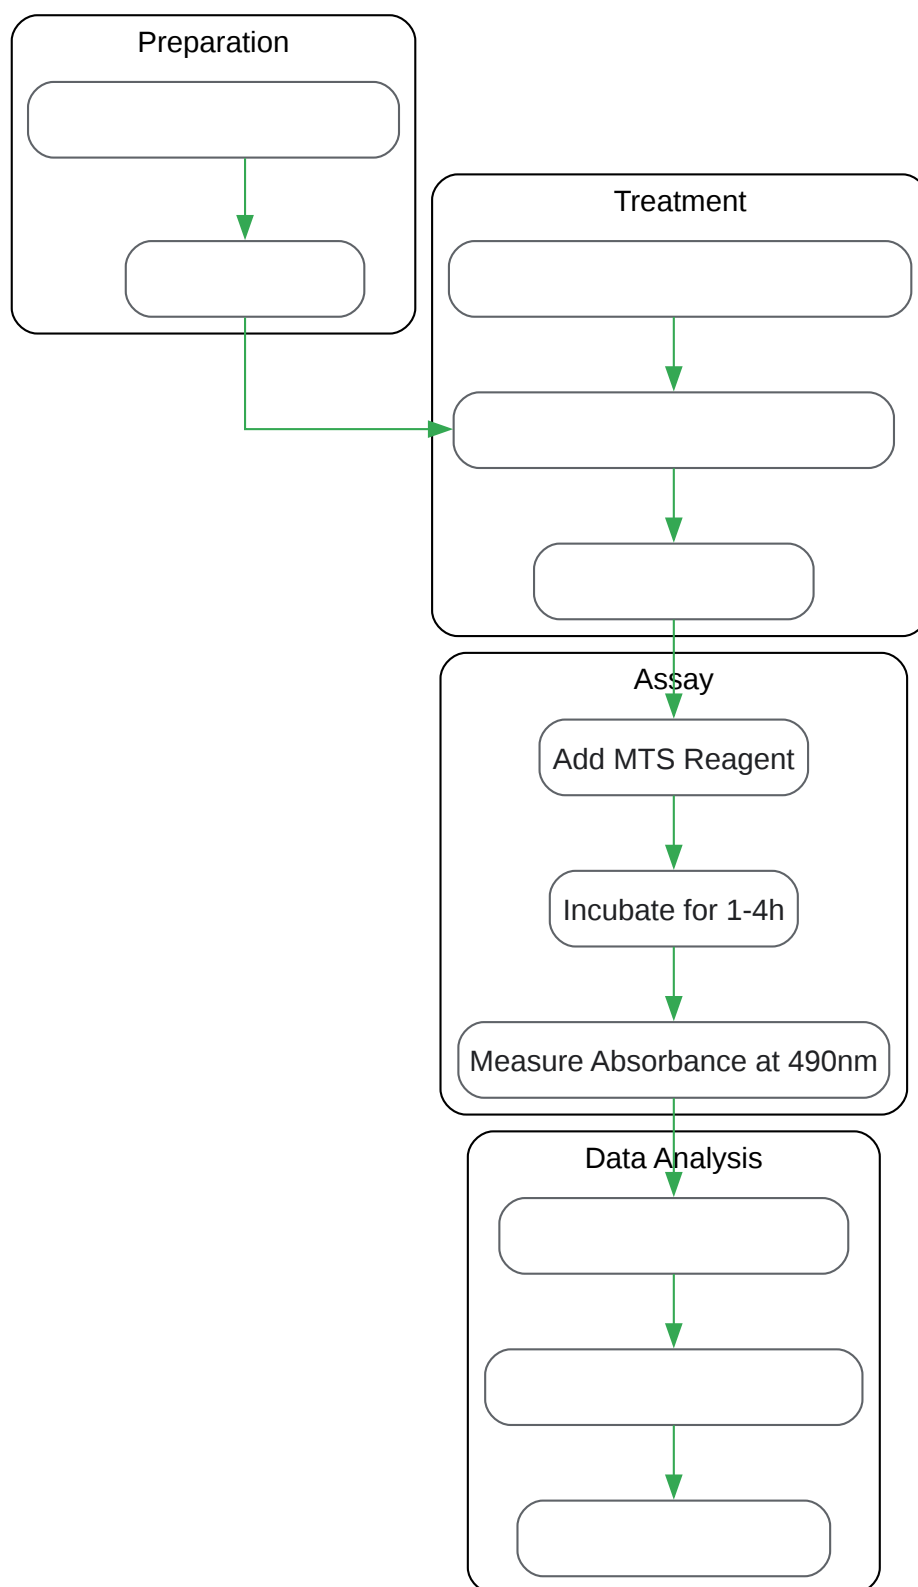 Preparation
Treatment
Assay
Add MTS Reagent
Incubate for 1-4h
Measure Absorbance at 490nm
Data Analysis